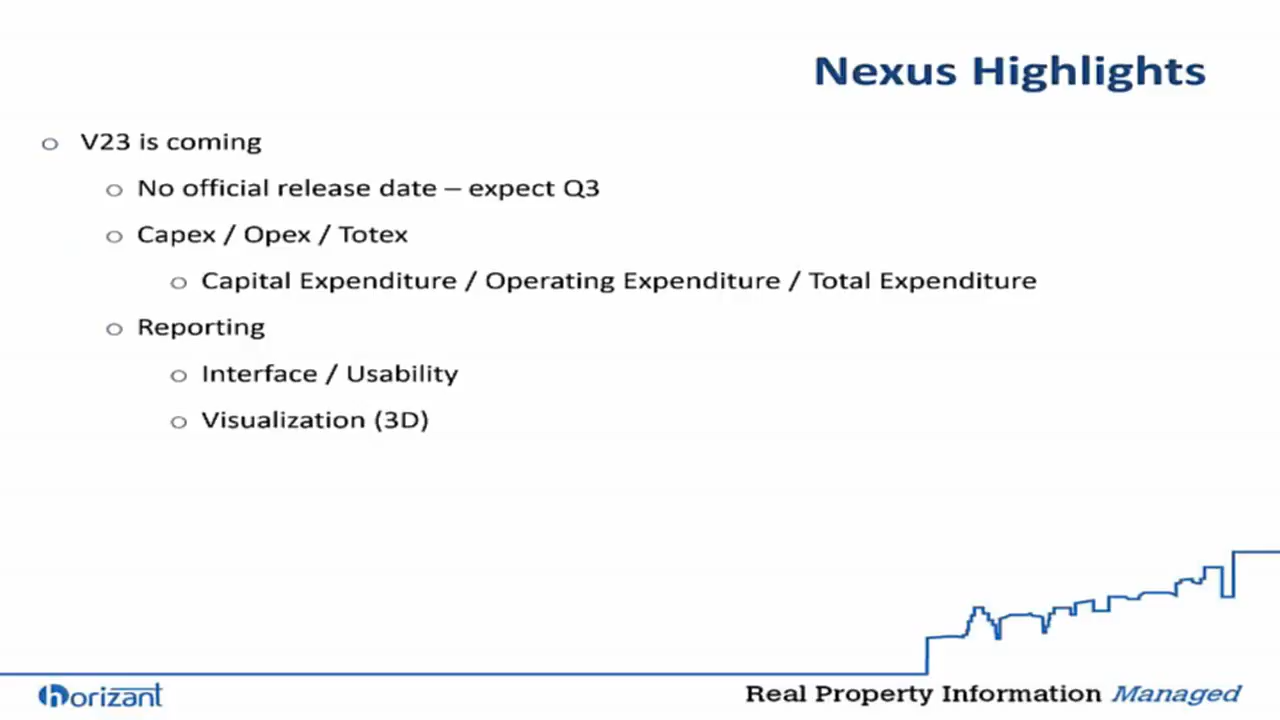 Nexus Highlights
V23 is coming
No official release date – expect Q3
Capex / Opex / Totex
Capital Expenditure / Operating Expenditure / Total Expenditure
Reporting
Interface / Usability
Visualization (3D)
horizant
Real Property Information Managed